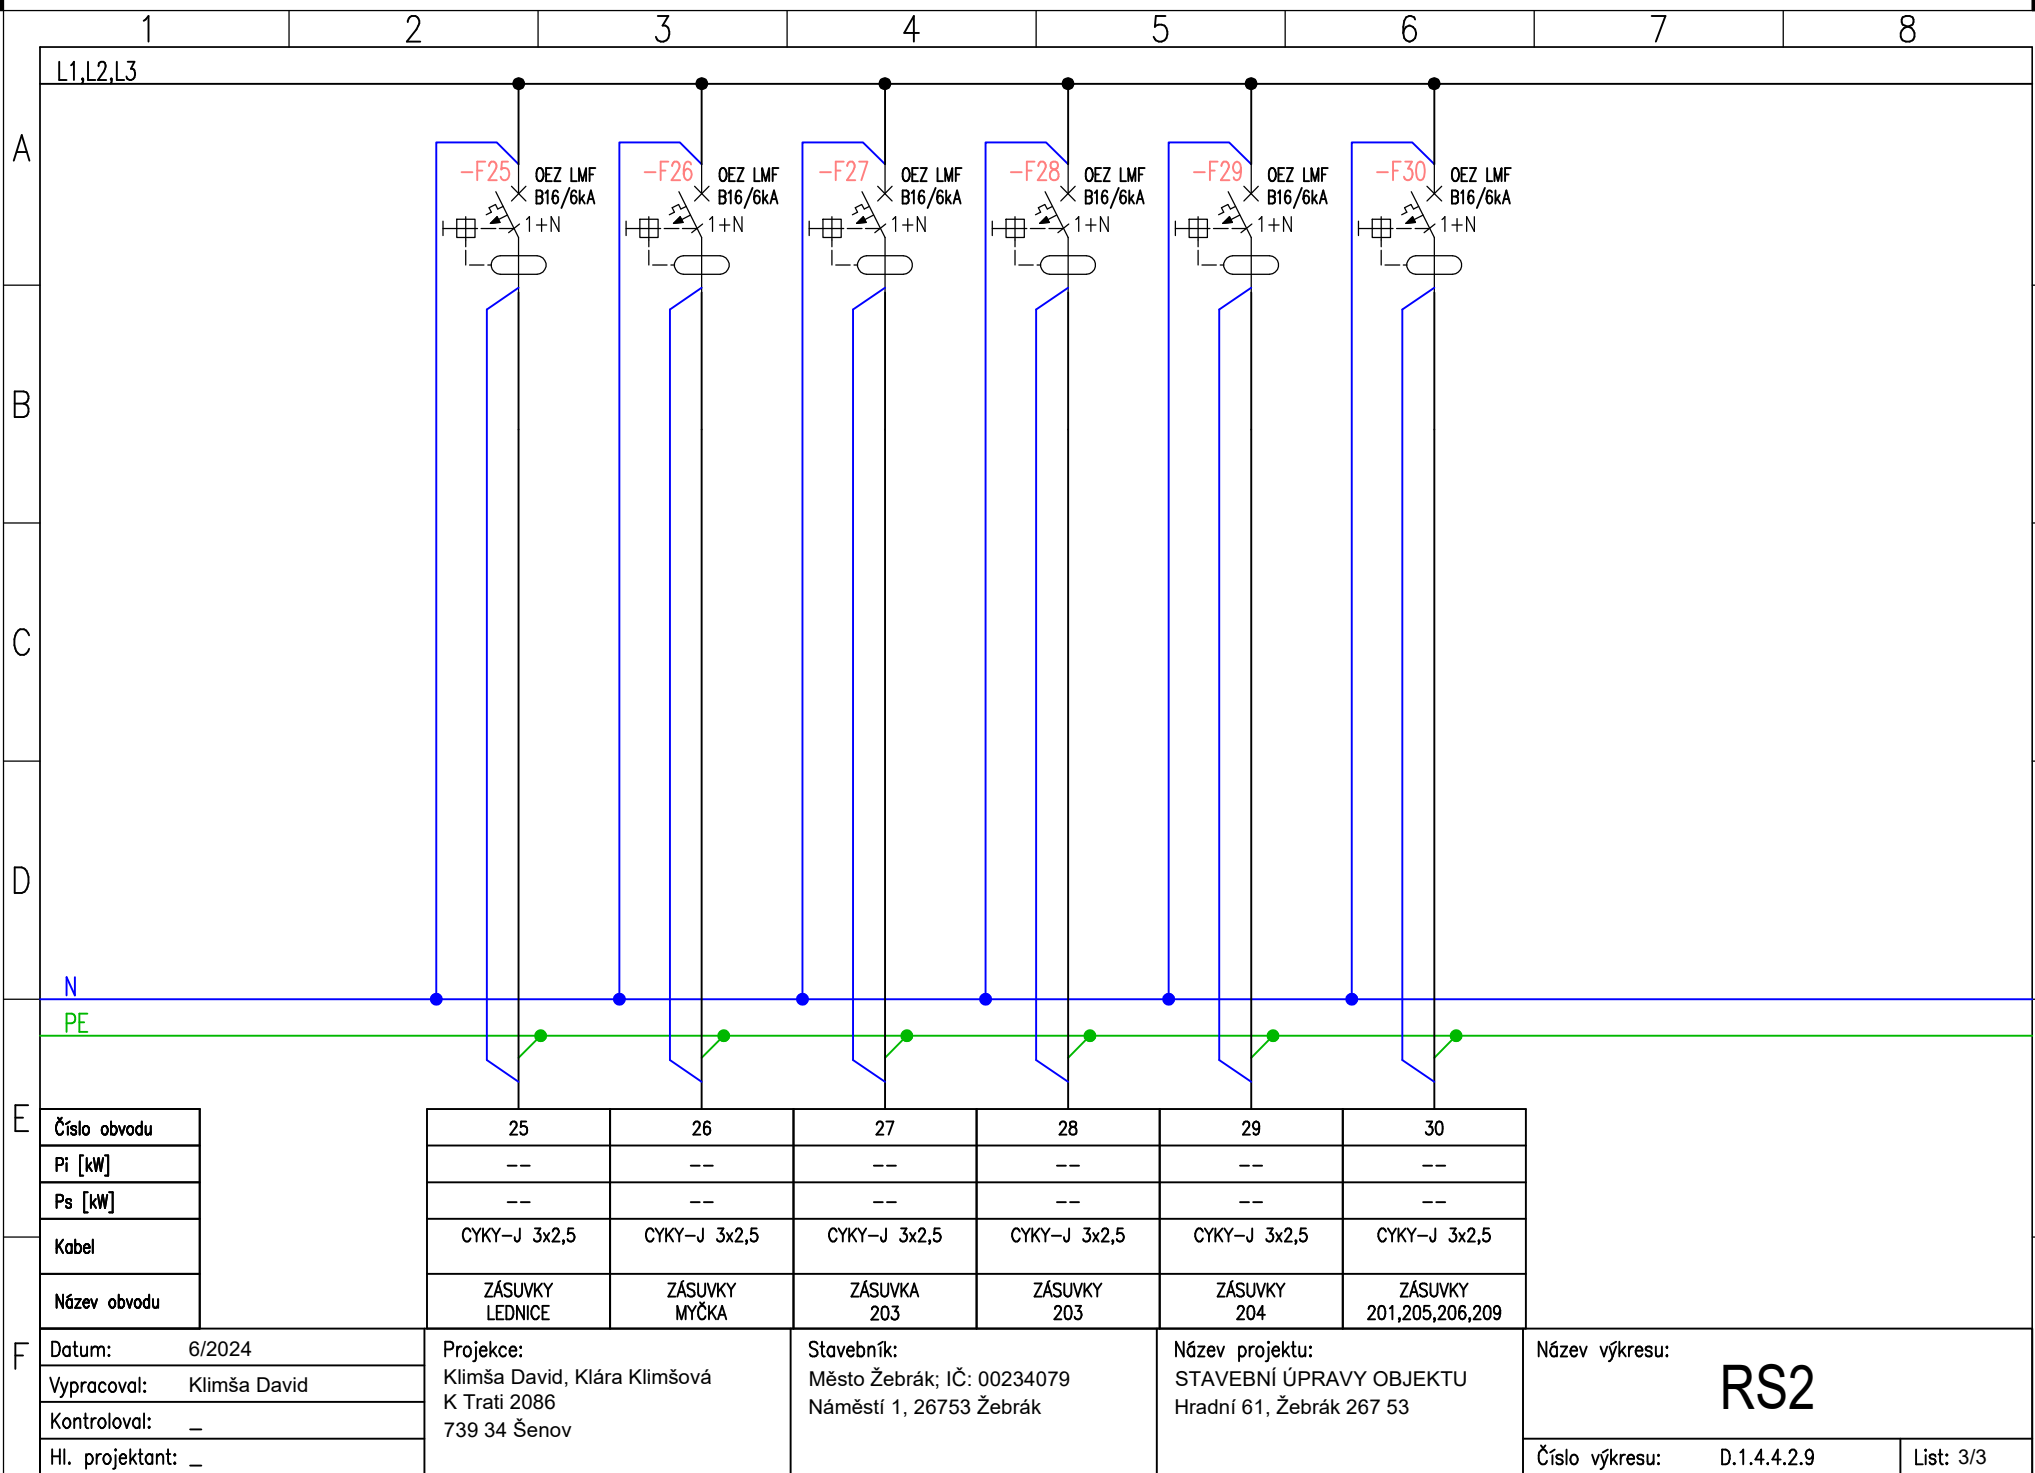 1 2 3 4 5 6 7 8
L1,L2,L3
A
-F25 OEZ LMF
B16/6kA
1+N
-F26 OEZ LMF
B16/6kA
1+N
-F27 OEZ LMF
B16/6kA
1+N
-F28 OEZ LMF
B16/6kA
1+N
-F29 OEZ LMF
B16/6kA
1+N
-F30 OEZ LMF
B16/6kA
1+N
B
C
D
N
PE
E
Číslo obvodu 25 26 27 28 29 30
Pi [kW] -- -- -- -- -- --
Ps [kW] -- -- -- -- -- --
Kabel CYKY-J 3x2,5 CYKY-J 3x2,5 CYKY-J 3x2,5 CYKY-J 3x2,5 CYKY-J 3x2,5 CYKY-J 3x2,5
Název obvodu
ZÁSUVKY
LEDNICE
ZÁSUVKY
MYČKA
ZÁSUVKA
203
ZÁSUVKY
203
ZÁSUVKY
204
ZÁSUVKY
201,205,206,209
F
Datum: 6/2024
Vypracoval: Klimša David
Kontroloval: _
Hl. projektant: _
Projekce:
Klimša David, Klára Klimšová
K Trati 2086
739 34 Šenov
Stavebník:
Město Žebrák; IČ: 00234079
Náměstí 1, 26753 Žebrák
Název projektu:
STAVEBNÍ ÚPRAVY OBJEKTU
Hradní 61, Žebrák 267 53
Název výkresu:
RS2
Číslo výkresu: D.1.4.4.2.9
List: 3/3